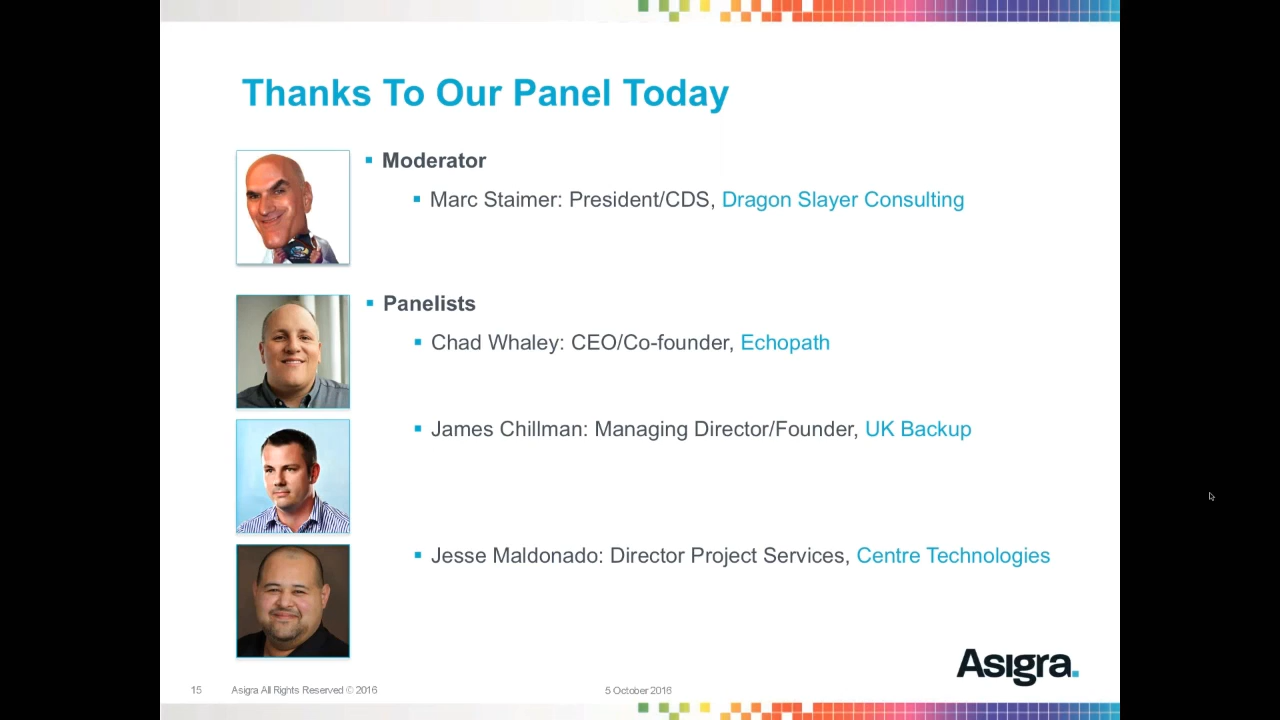 Thanks To Our Panel Today
▪ Moderator
▪ Marc Staimer: President/CDS, Dragon Slayer Consulting
▪ Panelists
▪ Chad Whaley: CEO/Co-founder, Echopath
▪ James Chillman: Managing Director/Founder, UK Backup
▪ Jesse Maldonado: Director Project Services, Centre Technologies
Asigra.
15 Asigra All Rights Reserved © 2016 5 October 2016